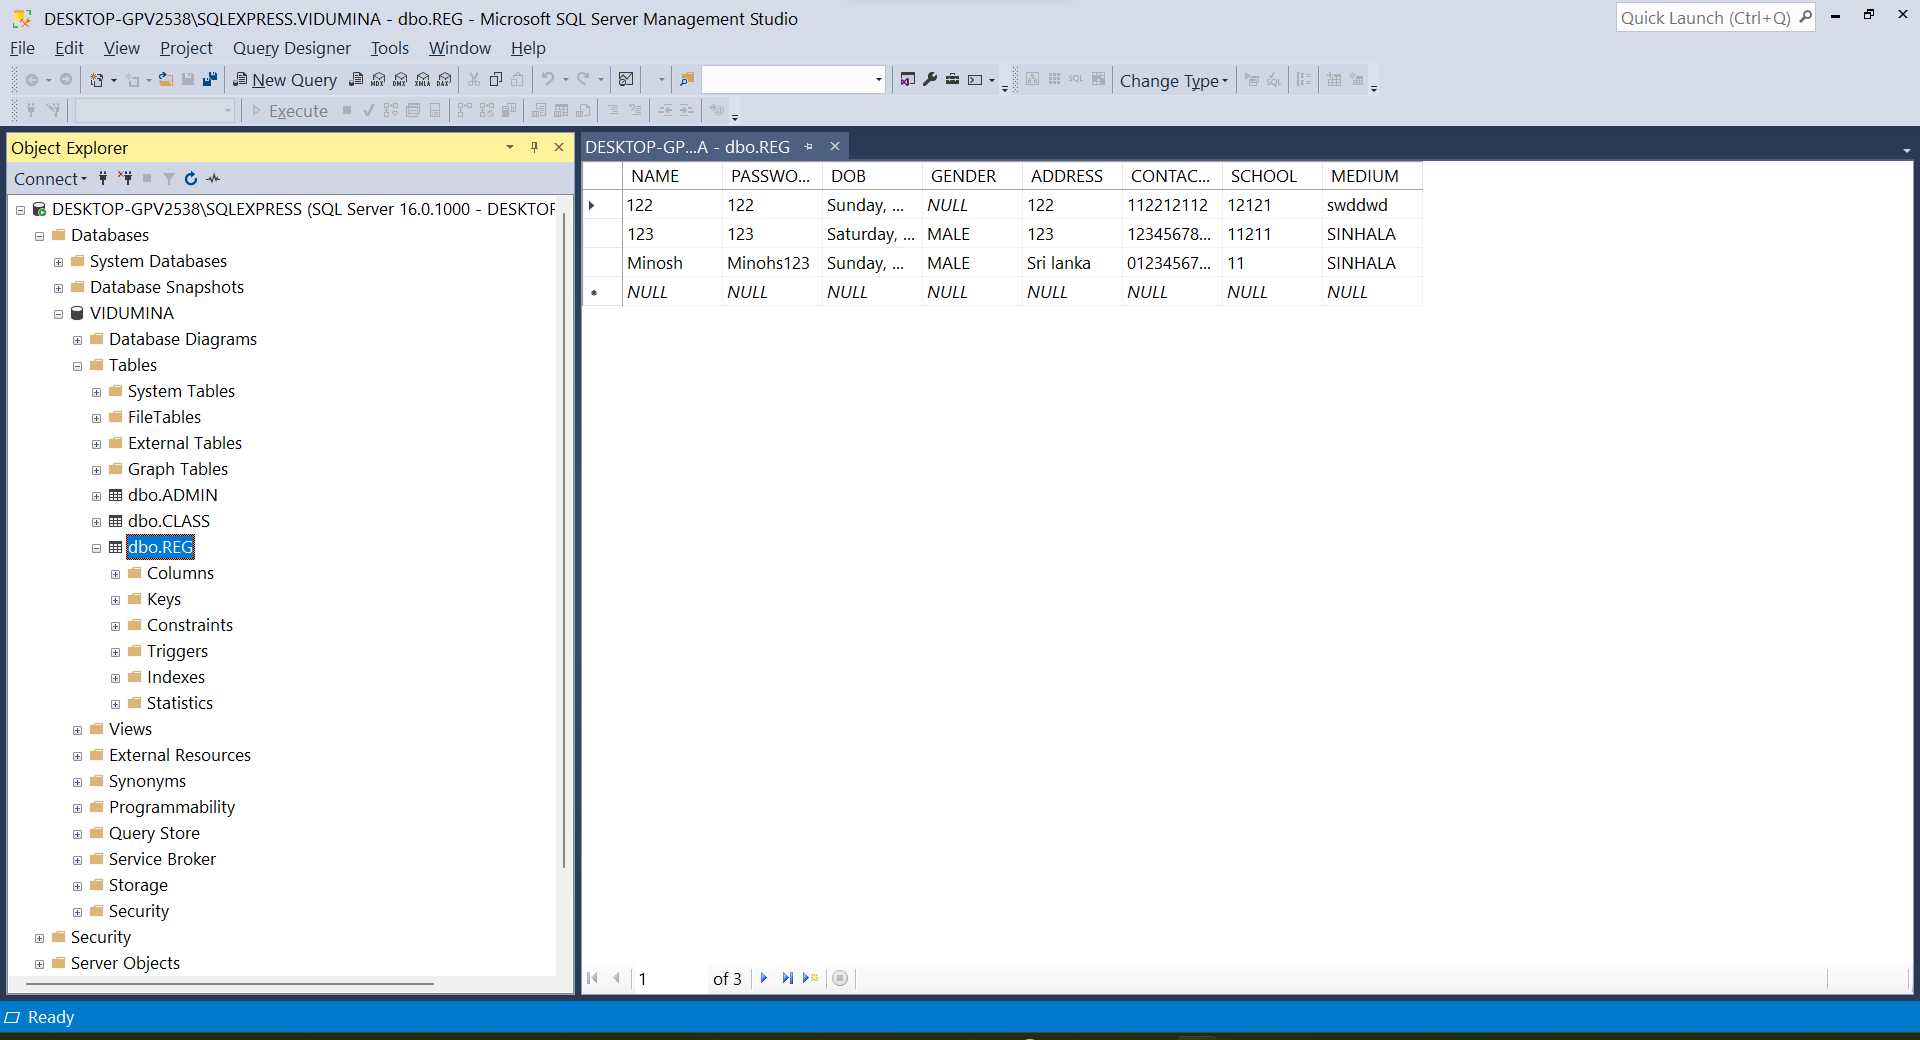 DESKTOP-GPV2538\SQLEXPRESS.VIDUMINA - dbo.REG - Microsoft SQL Server Management Studio
Quick Launch (Ctrl+Q)
File Edit View Project Query Designer Tools Window Help
New Query MDX DMX XMLA DAX SQL Change Type
Execute
Object Explorer
DESKTOP-GP...A - dbo.REG
Connect
DESKTOP-GPV2538\SQLEXPRESS (SQL Server 16.0.1000 - DESKTOP
Databases
System Databases
Database Snapshots
VIDUMINA
Database Diagrams
Tables
System Tables
FileTables
External Tables
Graph Tables
dbo.ADMIN
dbo.CLASS
dbo.REG
Columns
Keys
Constraints
Triggers
Indexes
Statistics
Views
External Resources
Synonyms
Programmability
Query Store
Service Broker
Storage
Security
Security
Server Objects
NAME PASSWO... DOB GENDER ADDRESS CONTAC... SCHOOL MEDIUM
122 122 Sunday, ... NULL 122 112212112 12121 swddwd
123 123 Saturday, ... MALE 123 12345678... 11211 SINHALA
Minosh Minohs123 Sunday, ... MALE Sri lanka 01234567... 11 SINHALA
NULL NULL NULL NULL NULL NULL NULL NULL
1 of 3
Ready